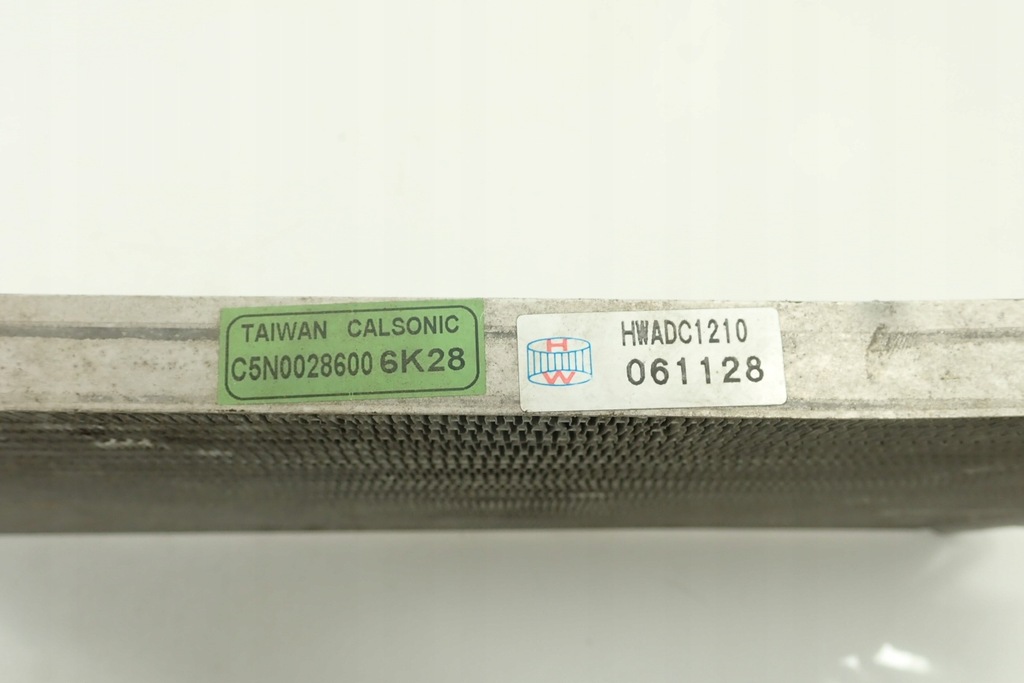 TAIWAN CALSONIC
C5N0028600 6K28
H
W
HWADC1210
061128